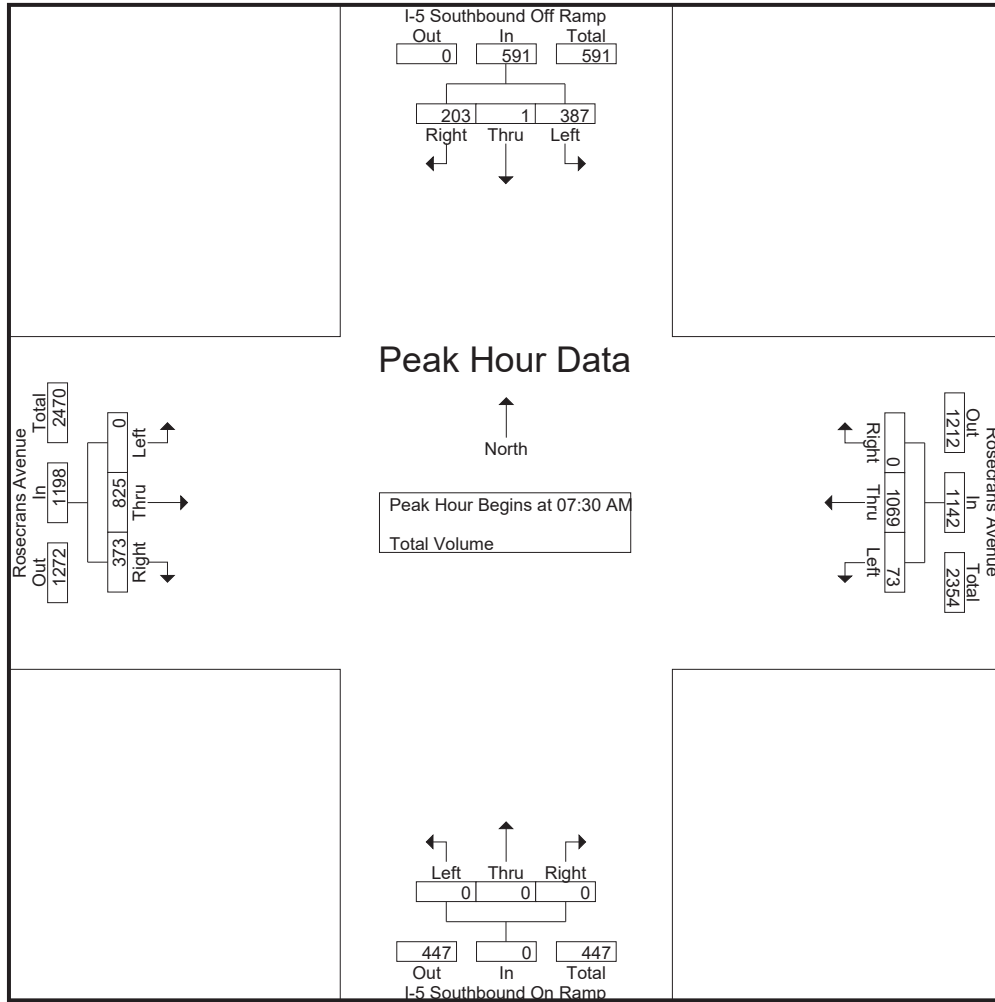 I-5 Southbound Off Ramp
Out In Total
0 591 591
203 1 387
Right Thru Left
Peak Hour Data
North
Peak Hour Begins at 07:30 AM
Total Volume
Rosecrans Avenue
Total In Out
2470 1198 1272
0 825 373
Left Thru Right
Rosecrans Avenue
Out In Total
1212 1142 2354
0 1069 73
Right Thru Left
Left Thru Right
0 0 0
447 0 447
Out In Total
I-5 Southbound On Ramp